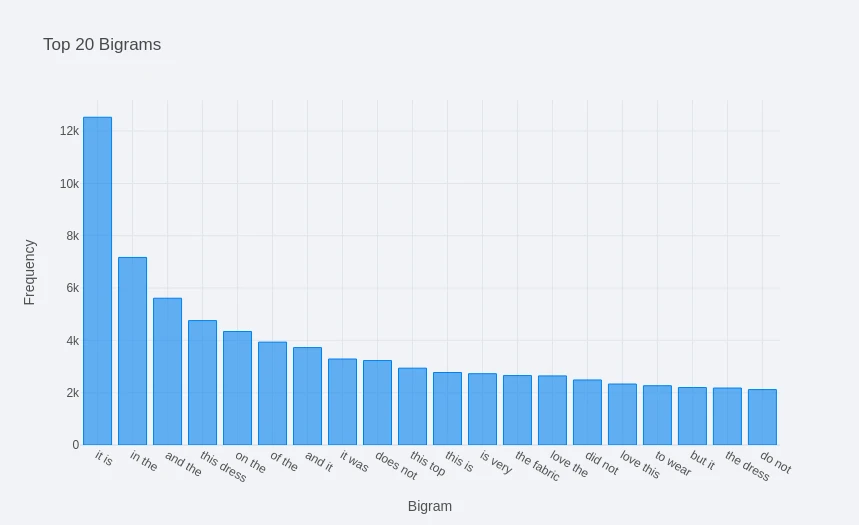 Top 20 Bigrams
Frequency
12k
10k
8k
6k
4k
2k
0
it is
in the
and the
this dress
on the
of the
and it
it was
does not
this top
this is
is very
the fabric
love the
did not
love this
to wear
but it
the dress
do not
Bigram